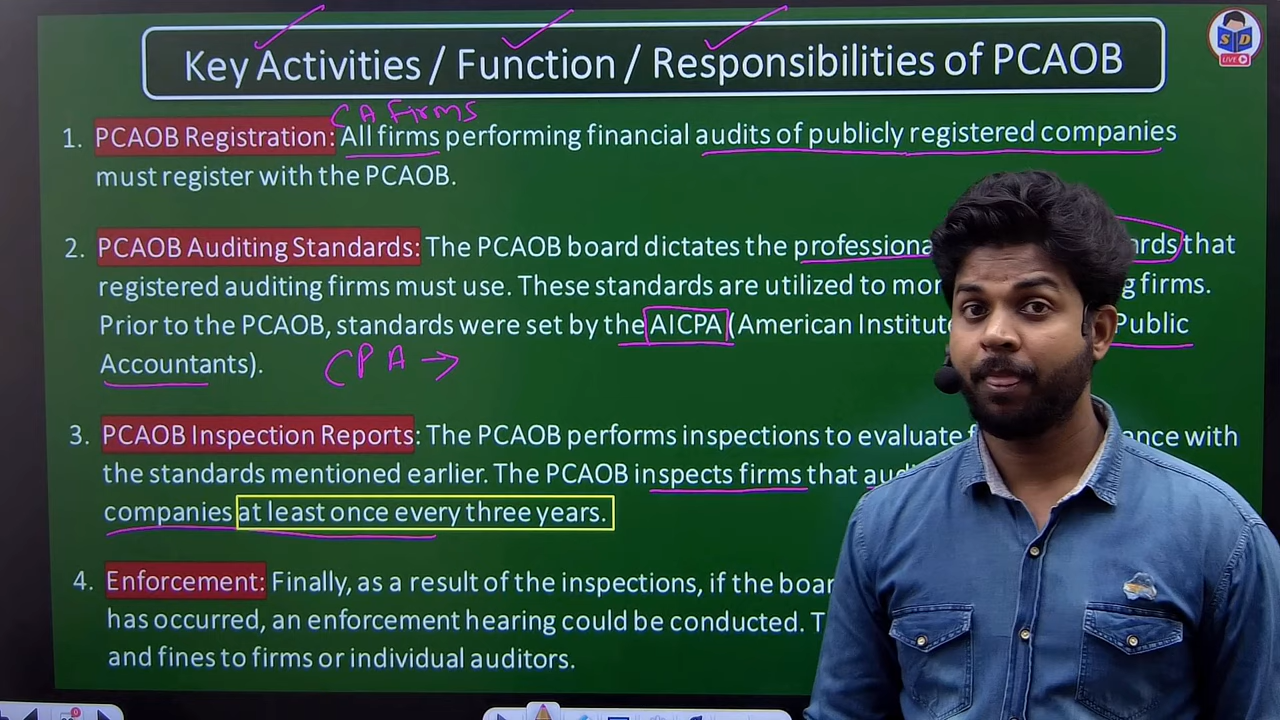 Key Activities / Function / Responsibilities of PCAOB
S D
LIVE
CA Firms
1. PCAOB Registration: All firms performing financial audits of publicly registered companies
must register with the PCAOB.
2. PCAOB Auditing Standards: The PCAOB board dictates the that
registered auditing firms must use. These standards are utilized to firms.
Prior to the PCAOB, standards were set by the AICPA (American Public
Accountants).
CPA →
3. PCAOB Inspection Reports: The PCAOB performs inspections to evaluate with
the standards mentioned earlier. The PCAOB inspects firms that
companies at least once every three years.
4. Enforcement: Finally, as a result of the inspections, if the
has occurred, an enforcement hearing could be conducted.
and fines to firms or individual auditors.